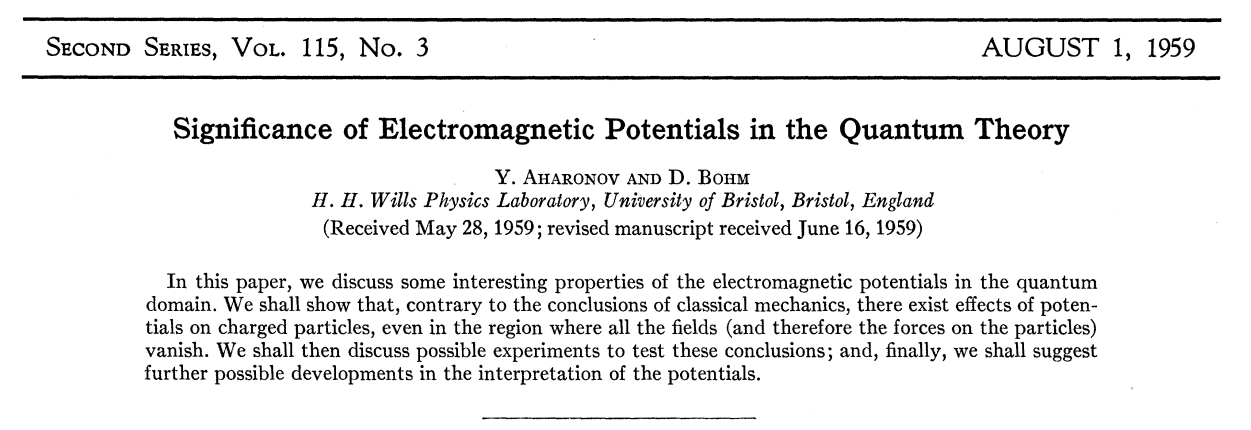 SECOND SERIES, VOL. 115, No. 3 AUGUST 1, 1959
Significance of Electromagnetic Potentials in the Quantum Theory
Y. AHARONOV AND D. BOHM
H. H. Wills Physics Laboratory, University of Bristol, Bristol, England
(Received May 28, 1959; revised manuscript received June 16, 1959)
In this paper, we discuss some interesting properties of the electromagnetic potentials in the quantum
domain. We shall show that, contrary to the conclusions of classical mechanics, there exist effects of poten-
tials on charged particles, even in the region where all the fields (and therefore the forces on the particles)
vanish. We shall then discuss possible experiments to test these conclusions; and, finally, we shall suggest
further possible developments in the interpretation of the potentials.